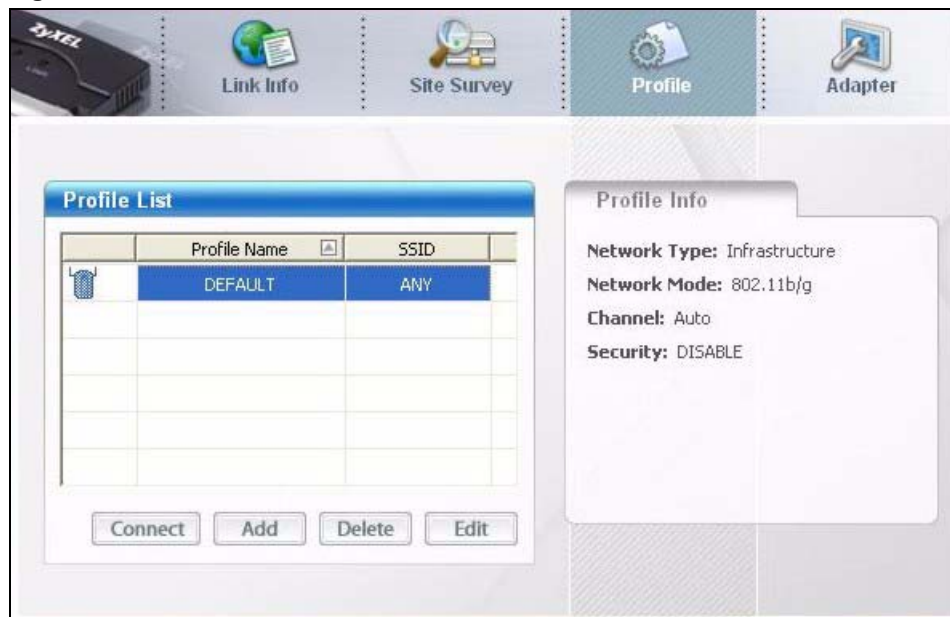 ZyXEL
Link Info
Site Survey
Profile
Adapter
Profile List
Profile Name
SSID
DEFAULT
ANY
Connect
Add
Delete
Edit
Profile Info
Network Type: Infrastructure
Network Mode: 802.11b/g
Channel: Auto
Security: DISABLE